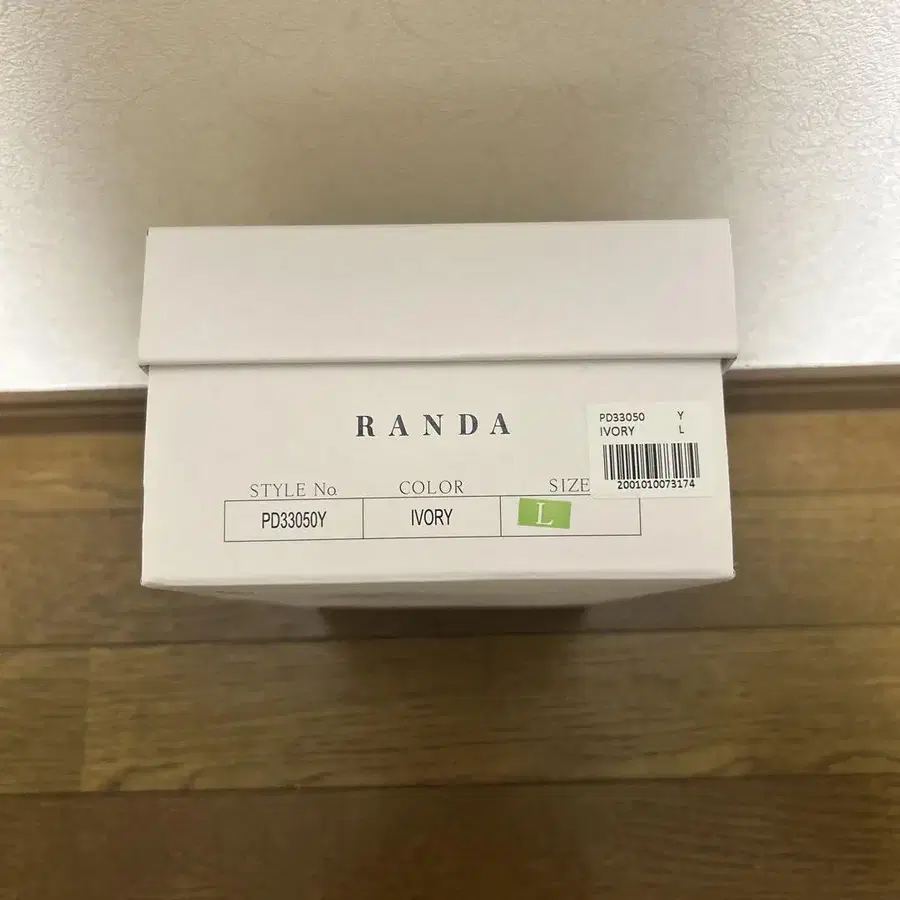 RANDA
PD33050 Y
IVORY L
2001010073174
STYLE No. COLOR SIZE
PD33050Y IVORY L